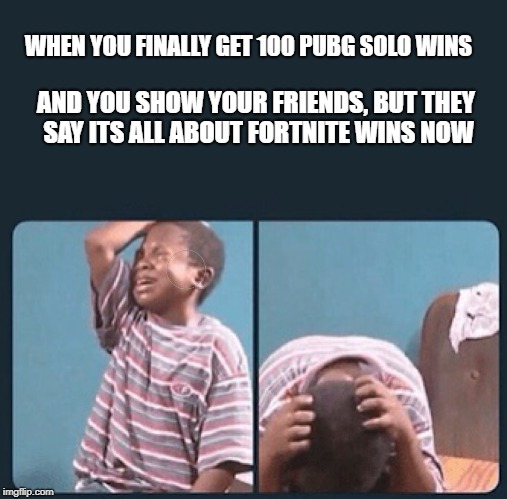 WHEN YOU FINALLY GET 100 PUBG SOLO WINS
AND YOU SHOW YOUR FRIENDS, BUT THEY
SAY ITS ALL ABOUT FORTNITE WINS NOW
imgflip.com